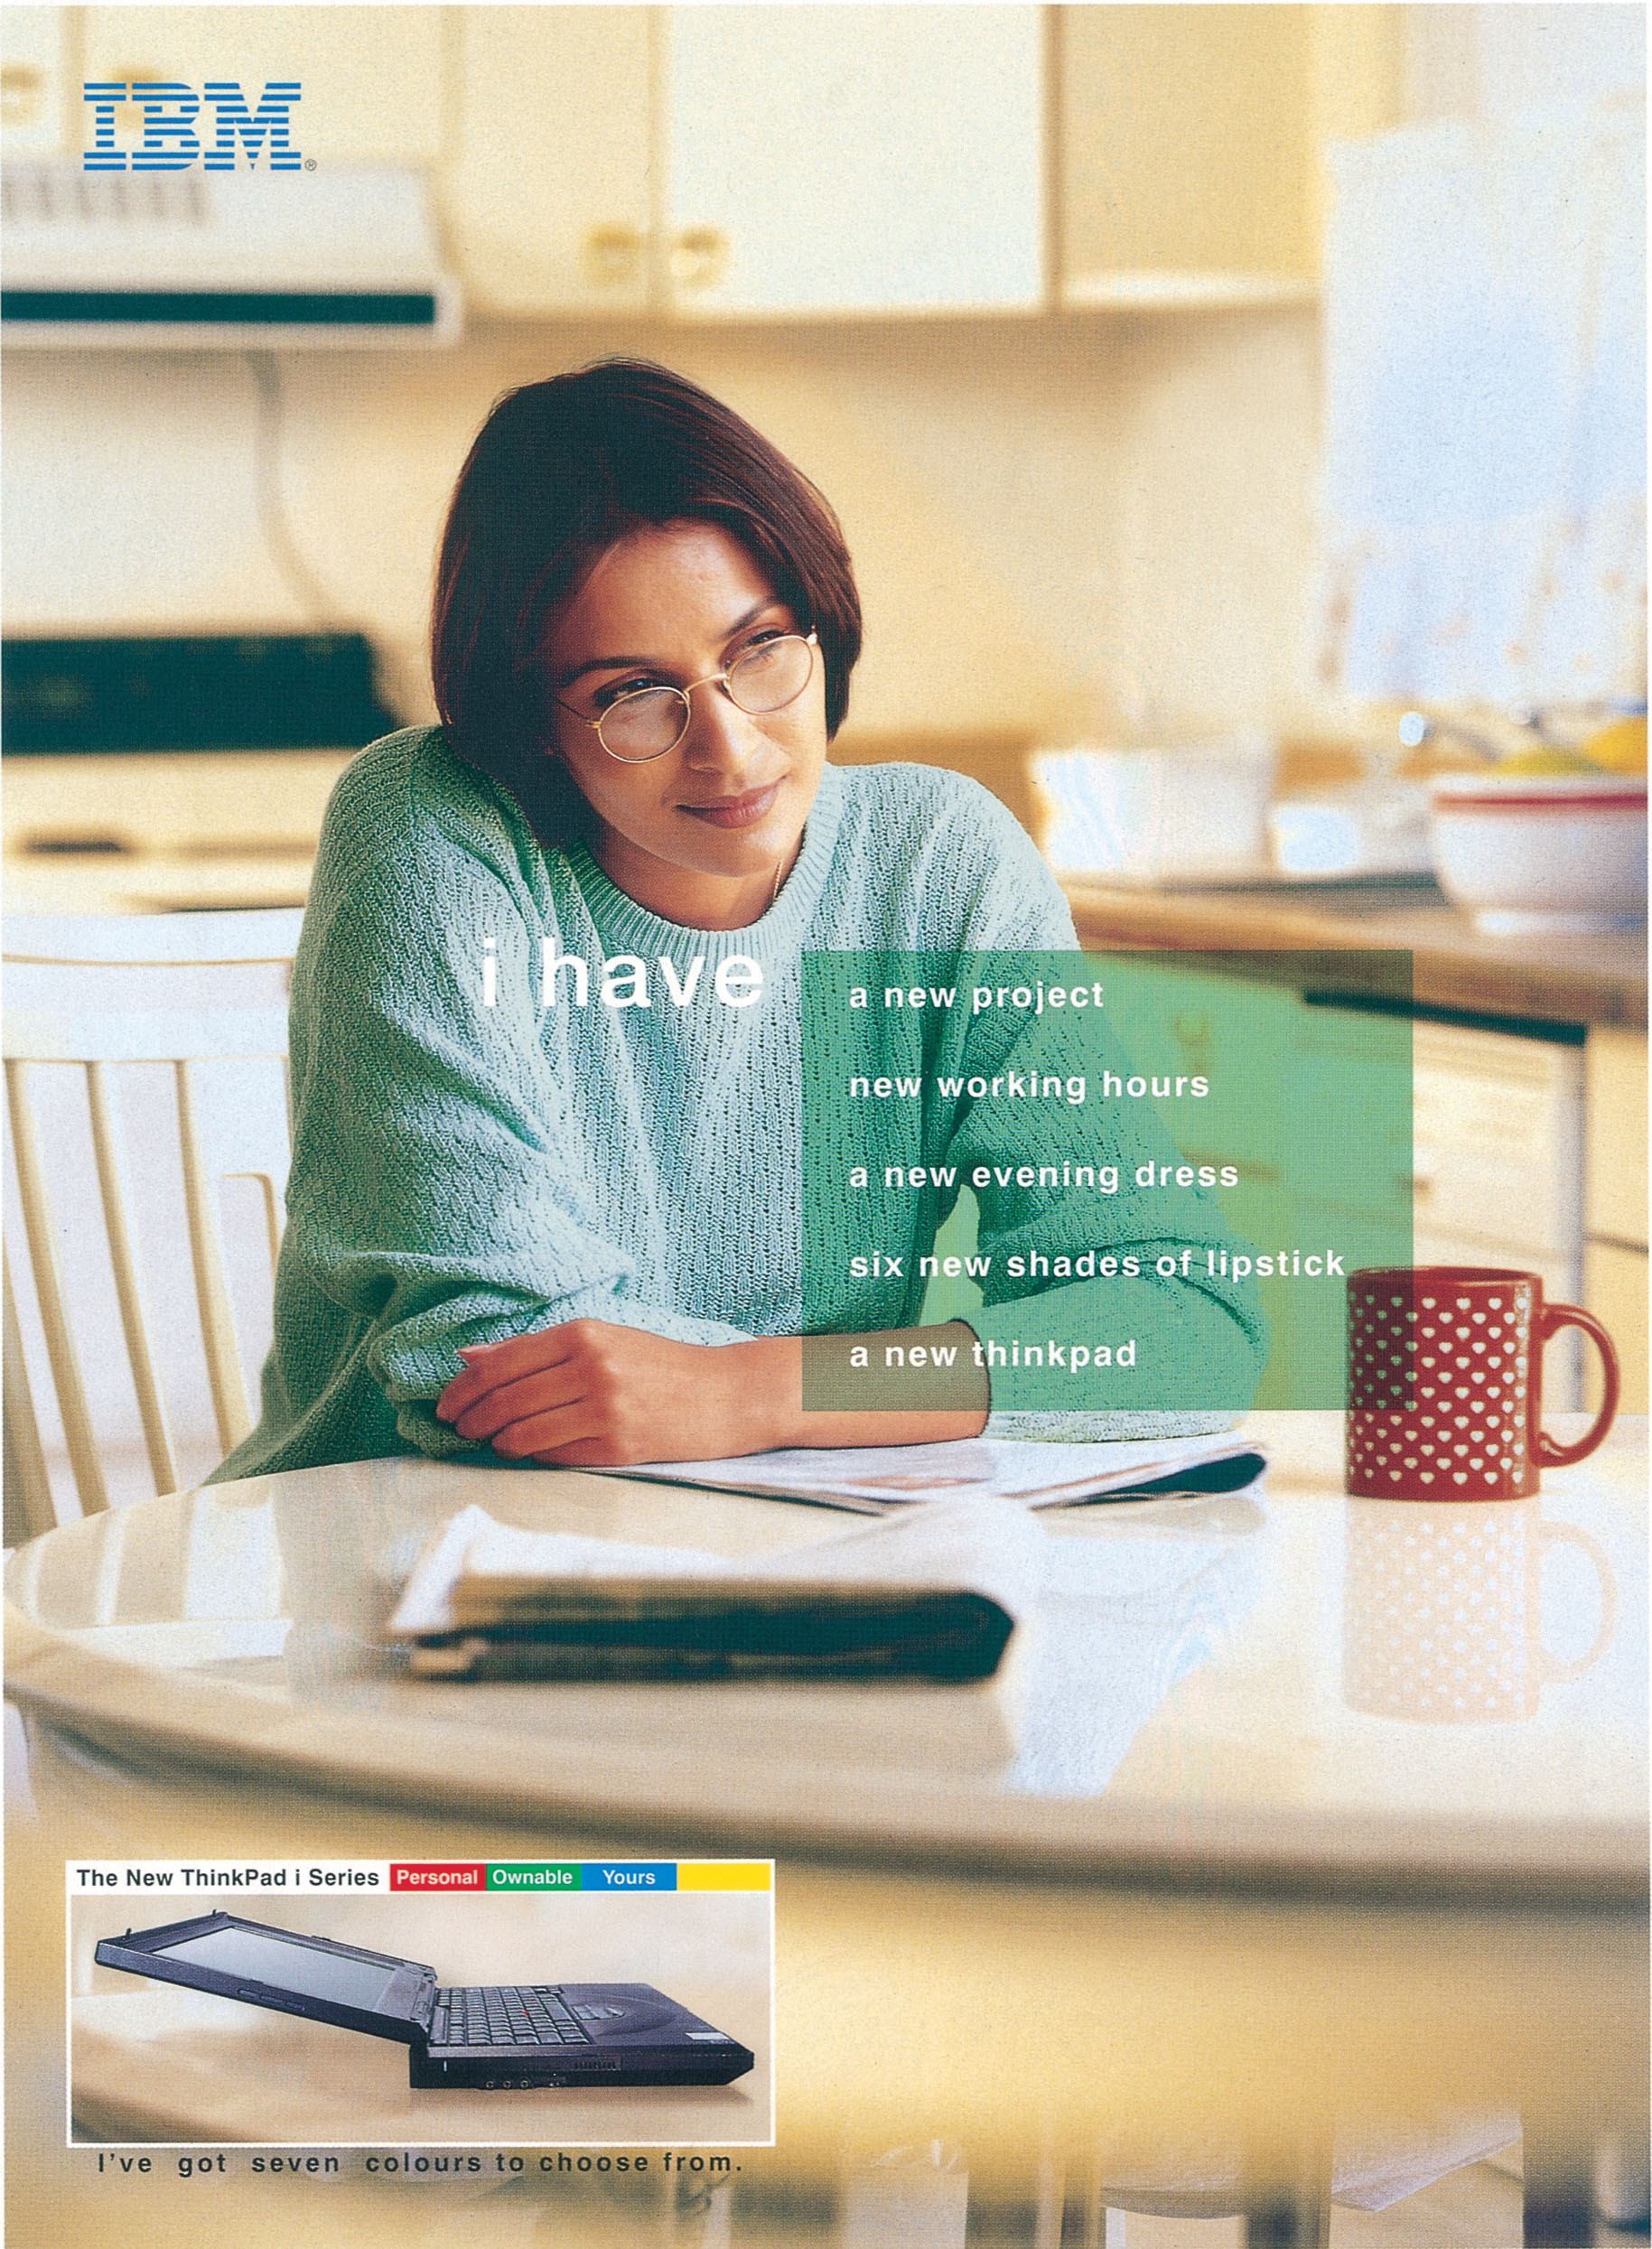 IBM®
i have
a new project
new working hours
a new evening dress
six new shades of lipstick
a new thinkpad
The New ThinkPad i Series Personal Ownable Yours
I've got seven colours to choose from.